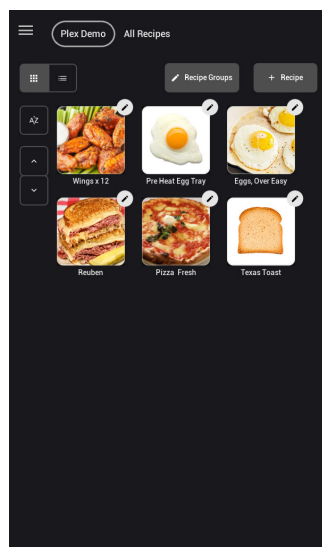 Plex Demo All Recipes
Recipe Groups + Recipe
AZ
Wings x 12 Pre Heat Egg Tray Eggs, Over Easy
Reuben Pizza Fresh Texas Toast